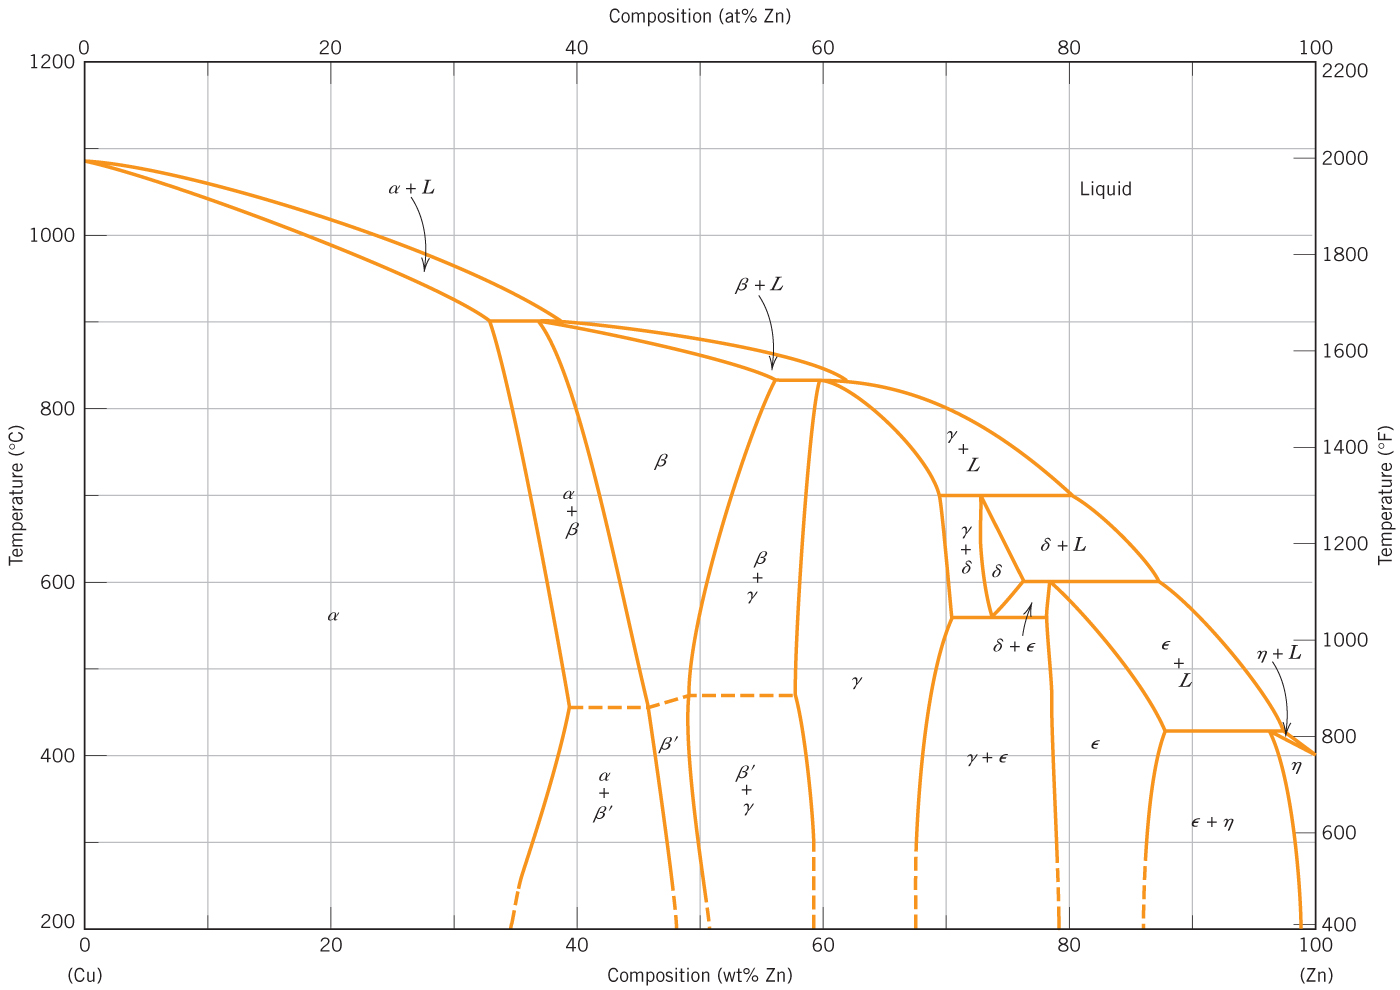 Composition (at% Zn)
0 20 40 60 80 100
1200 2200
2000
α + L
Liquid
1000 1800
β + L
1600
800
γ
+
L
1400
β
α
+
β
γ
+
δ
δ
δ + L
1200
β
+
γ
600
α
δ + ϵ
1000
ϵ
+
L
η + L
γ
β′
ϵ
800
400
γ + ϵ
η
α
+
β′
β′
+
γ
ϵ + η
600
200 400
0 20 40 60 80 100
(Cu) Composition (wt% Zn) (Zn)
Temperature (°C)
Temperature (°F)